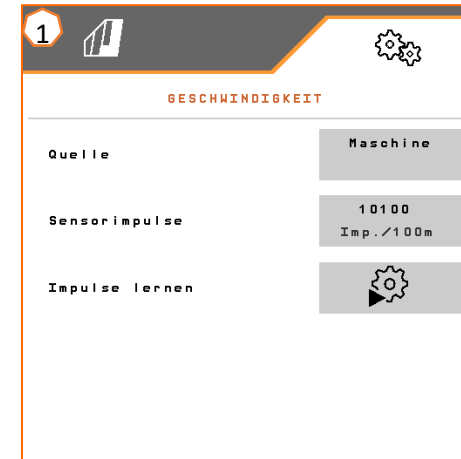 1
GESCHWINDIGKEIT
Quelle
Maschine
Sensorimpulse
10100
Imp./100m
Impulse lernen